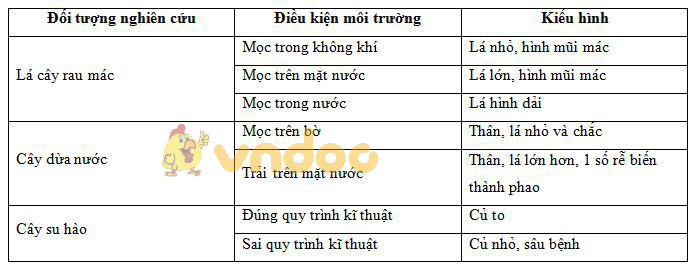 Đối tượng nghiên cứu Điều kiện môi trường Kiểu hình
Lá cây rau mác
Mọc trong không khí Lá nhỏ, hình mũi mác
Mọc trên mặt nước Lá lớn, hình mũi mác
Mọc trong nước Lá hình dải
Cây dừa nước
Mọc trên bờ Thân, lá nhỏ và chắc
Trải trên mặt nước Thân, lá lớn hơn, 1 số rễ biến
thành phao
Cây su hào
Đúng quy trình kĩ thuật Củ to
Sai quy trình kĩ thuật Củ nhỏ, sâu bệnh
vndoc